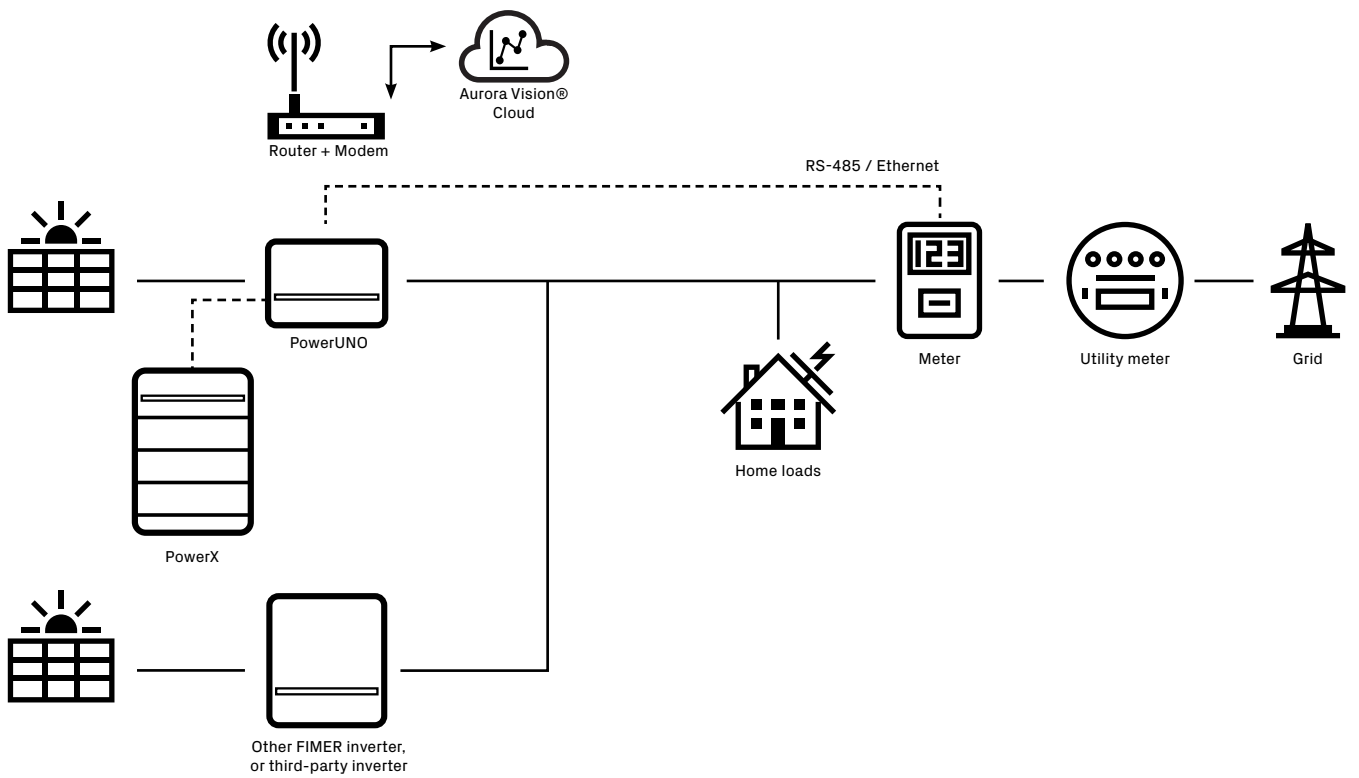 Aurora Vision®
Cloud
Router + Modem
RS-485 / Ethernet
123
PowerUNO
Meter
Utility meter
Grid
Home loads
PowerX
Other FIMER inverter,
or third-party inverter